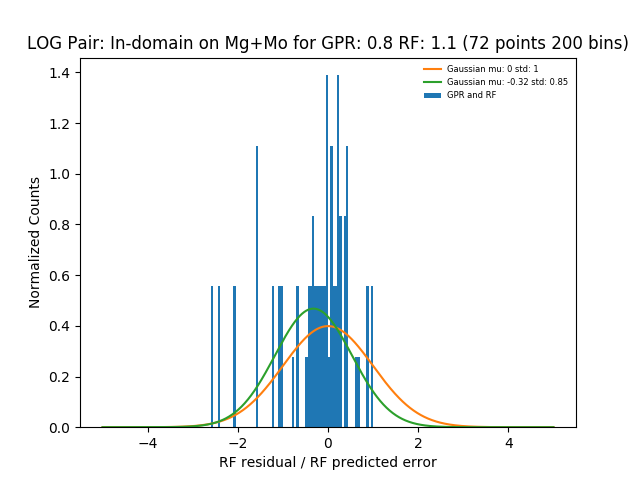 LOG Pair: In-domain on Mg+Mo for GPR: 0.8 RF: 1.1 (72 points 200 bins)
Gaussian mu: 0 std: 1
Gaussian mu: -0.32 std: 0.85
GPR and RF
Normalized Counts
1.4
1.2
1.0
0.8
0.6
0.4
0.2
0.0
−4
−2
0
2
4
RF residual / RF predicted error